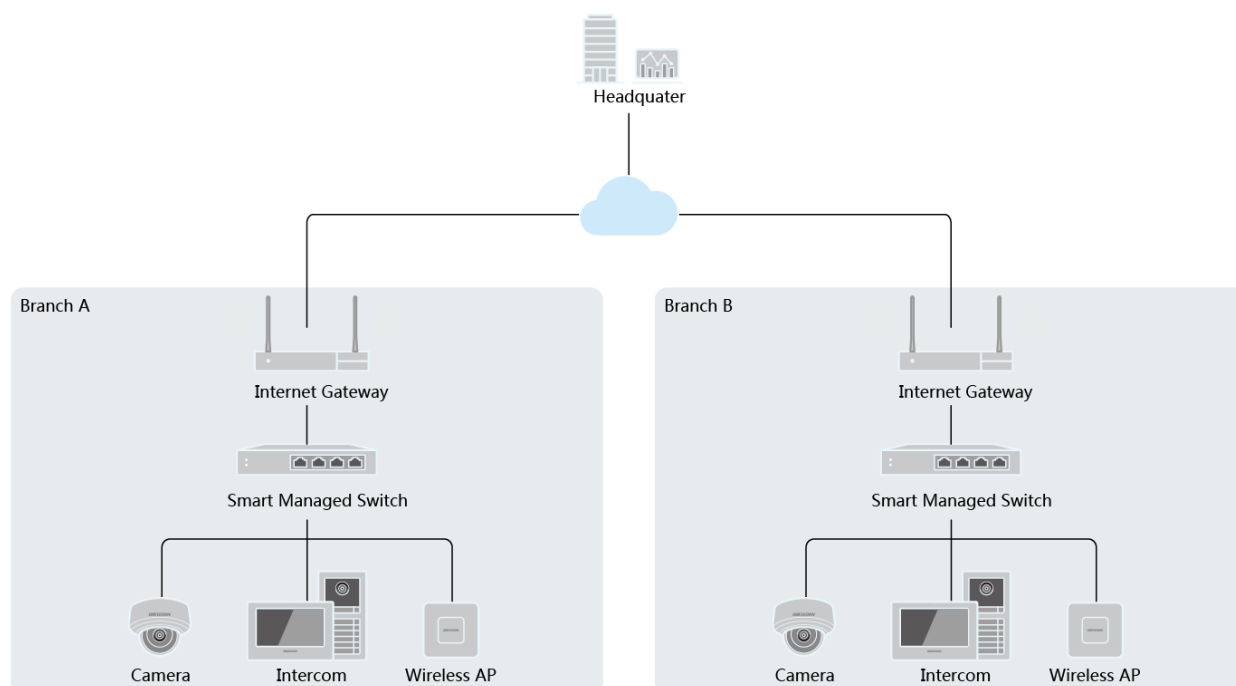 Headquater
Branch A
Internet Gateway
Smart Managed Switch
Camera
Intercom
Wireless AP
Branch B
Internet Gateway
Smart Managed Switch
Camera
Intercom
Wireless AP